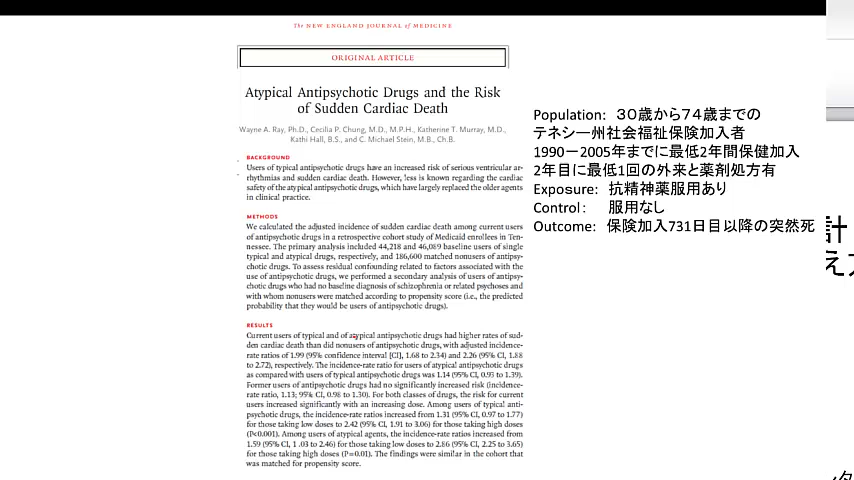 The NEW ENGLAND JOURNAL of MEDICINE
ORIGINAL ARTICLE
Atypical Antipsychotic Drugs and the Risk
of Sudden Cardiac Death
Wayne A. Ray, Ph.D., Cecilia P. Chung, M.D., M.P.H., Katherine T. Murray, M.D.,
Kathi Hall, B.S., and C. Michael Stein, M.B., Ch.B.
BACKGROUND
Users of typical antipsychotic drugs have an increased risk of serious ventricular ar-
rhythmias and sudden cardiac death. However, less is known regarding the cardiac
safety of the atypical antipsychotic drugs, which have largely replaced the older agents
in clinical practice.
METHODS
We calculated the adjusted incidence of sudden cardiac death among current users
of antipsychotic drugs in a retrospective cohort study of Medicaid enrollees in Ten-
nessee. The primary analysis included 44,218 and 46,089 baseline users of single
typical and atypical drugs, respectively, and 186,600 matched nonusers of antipsy-
chotic drugs. To assess residual confounding related to factors associated with the
use of antipsychotic drugs, we performed a secondary analysis of users of antipsy-
chotic drugs who had no baseline diagnosis of schizophrenia or related psychoses and
with whom nonusers were matched according to propensity score (i.e., the predicted
probability that they would be users of antipsychotic drugs).
RESULTS
Current users of typical and of atypical antipsychotic drugs had higher rates of sud-
den cardiac death than did nonusers of antipsychotic drugs, with adjusted incidence-
rate ratios of 1.99 (95% confidence interval [CI], 1.68 to 2.34) and 2.26 (95% CI, 1.88
to 2.72), respectively. The incidence-rate ratio for users of atypical antipsychotic drugs
as compared with users of typical antipsychotic drugs was 1.14 (95% CI, 0.93 to 1.39).
Former users of antipsychotic drugs had no significantly increased risk (incidence-
rate ratio, 1.13; 95% CI, 0.98 to 1.30). For both classes of drugs, the risk for current
users increased significantly with an increasing dose. Among users of typical anti-
psychotic drugs, the incidence-rate ratios increased from 1.31 (95% CI, 0.97 to 1.77)
for those taking low doses to 2.42 (95% CI, 1.91 to 3.06) for those taking high doses
(P<0.001). Among users of atypical agents, the incidence-rate ratios increased from
1.59 (95% CI, 1.03 to 2.46) for those taking low doses to 2.86 (95% CI, 2.25 to 3.65)
for those taking high doses (P=0.01). The findings were similar in the cohort that
was matched for propensity score.
Population: 30歳から74歳までの
テネシー州社会福祉保険加入者
1990－2005年までに最低2年間保健加入
2年目に最低1回の外来と薬剤処方有
Exposure: 抗精神薬服用あり
Control: 服用なし
Outcome: 保険加入731日目以降の突然死
計
え